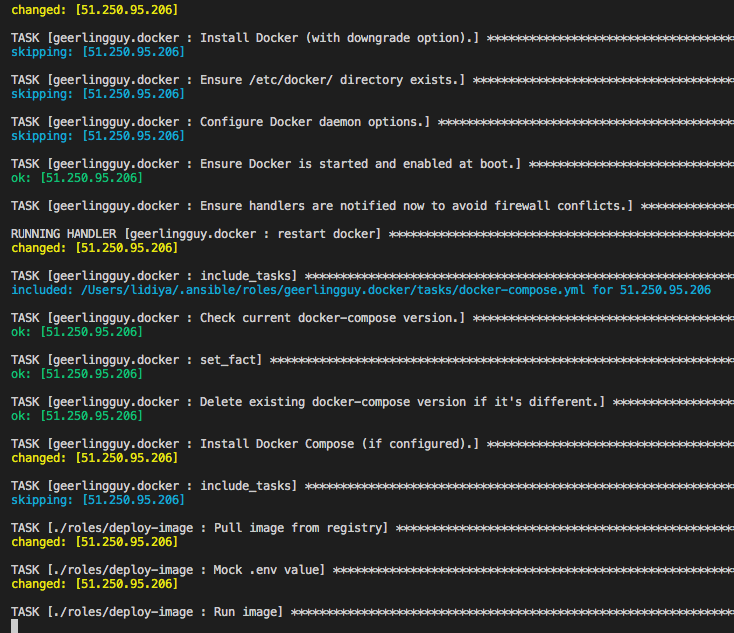 changed: [51.250.95.206]
TASK [geerlingguy.docker : Install Docker (with downgrade option).] ***********************************
skipping: [51.250.95.206]
TASK [geerlingguy.docker : Ensure /etc/docker/ directory exists.] *************************************
skipping: [51.250.95.206]
TASK [geerlingguy.docker : Configure Docker daemon options.] ******************************************
skipping: [51.250.95.206]
TASK [geerlingguy.docker : Ensure Docker is started and enabled at boot.] *****************************
ok: [51.250.95.206]
TASK [geerlingguy.docker : Ensure handlers are notified now to avoid firewall conflicts.] *************
RUNNING HANDLER [geerlingguy.docker : restart docker] *************************************************
changed: [51.250.95.206]
TASK [geerlingguy.docker : include_tasks] *************************************************************
included: /Users/lidiya/.ansible/roles/geerlingguy.docker/tasks/docker-compose.yml for 51.250.95.206
TASK [geerlingguy.docker : Check current docker-compose version.] *************************************
ok: [51.250.95.206]
TASK [geerlingguy.docker : set_fact] ******************************************************************
ok: [51.250.95.206]
TASK [geerlingguy.docker : Delete existing docker-compose version if it's different.] *****************
ok: [51.250.95.206]
TASK [geerlingguy.docker : Install Docker Compose (if configured).] ***********************************
changed: [51.250.95.206]
TASK [geerlingguy.docker : include_tasks] *************************************************************
skipping: [51.250.95.206]
TASK [./roles/deploy-image : Pull image from registry] ************************************************
changed: [51.250.95.206]
TASK [./roles/deploy-image : Mock .env value] *********************************************************
changed: [51.250.95.206]
TASK [./roles/deploy-image : Run image] ***************************************************************